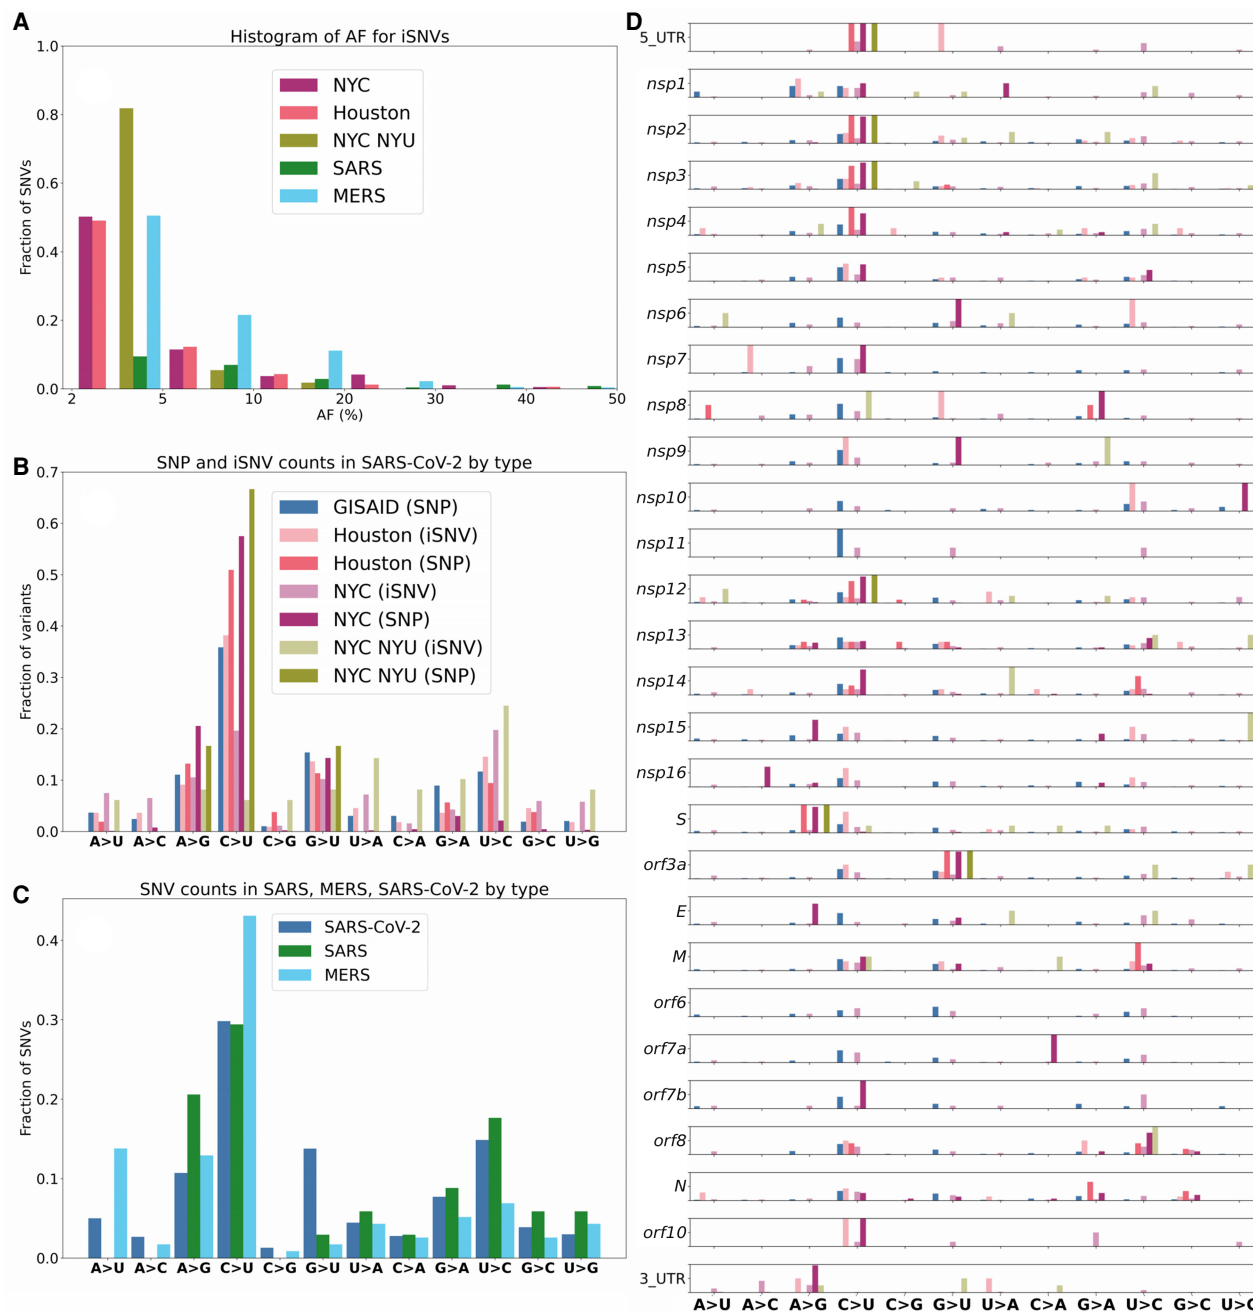 A
Histogram of AF for iSNVs
1.0
0.8
0.6
0.4
0.2
0.0
Fraction of SNVs
NYC
Houston
NYC NYU
SARS
MERS
2 5 10 20 30 40 50
AF (%)
B
SNP and iSNV counts in SARS-CoV-2 by type
0.7
0.6
0.5
0.4
0.3
0.2
0.1
0.0
Fraction of variants
GISAID (SNP)
Houston (iSNV)
Houston (SNP)
NYC (iSNV)
NYC (SNP)
NYC NYU (iSNV)
NYC NYU (SNP)
A>U A>C A>G C>U C>G G>U U>A C>A G>A U>C G>C U>G
C
SNV counts in SARS, MERS, SARS-CoV-2 by type
0.4
0.3
0.2
0.1
0.0
Fraction of SNVs
SARS-CoV-2
SARS
MERS
A>U A>C A>G C>U C>G G>U U>A C>A G>A U>C G>C U>G
D
5_UTR
nsp1
nsp2
nsp3
nsp4
nsp5
nsp6
nsp7
nsp8
nsp9
nsp10
nsp11
nsp12
nsp13
nsp14
nsp15
nsp16
S
orf3a
E
M
orf6
orf7a
orf7b
orf8
N
orf10
3_UTR
A>U A>C A>G C>U C>G G>U U>A C>A G>A U>C G>C